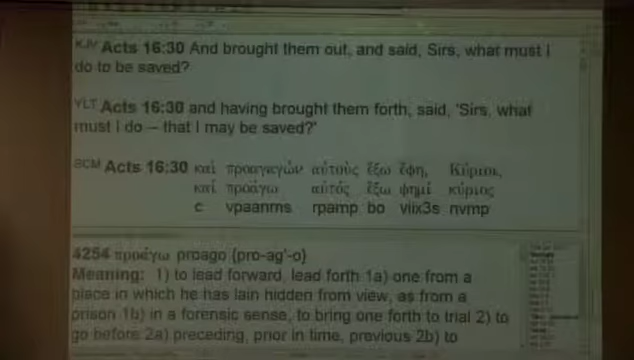 KJV Acts 16:30 And brought them out, and said, Sirs, what must I
do to be saved?
YLT Acts 16:30 and having brought them forth, said, 'Sirs, what
must I do -- that I may be saved?'
BCM Acts 16:30 καὶ προαγαγὼν αὐτοὺς ἔξω ἔφη, Κύριοι,
καί προάγω αὐτός ἔξω φημί κύριος
c vpaanms rpamp bo viix3s nvmp
4254 προάγω proago {pro-ag'-o}
Meaning: 1) to lead forward, lead forth 1a) one from a
place in which he has lain hidden from view, as from a
prison 1b) in a forensic sense, to bring one forth to trial 2) to
go before 2a) preceding, prior in time, previous 2b) to